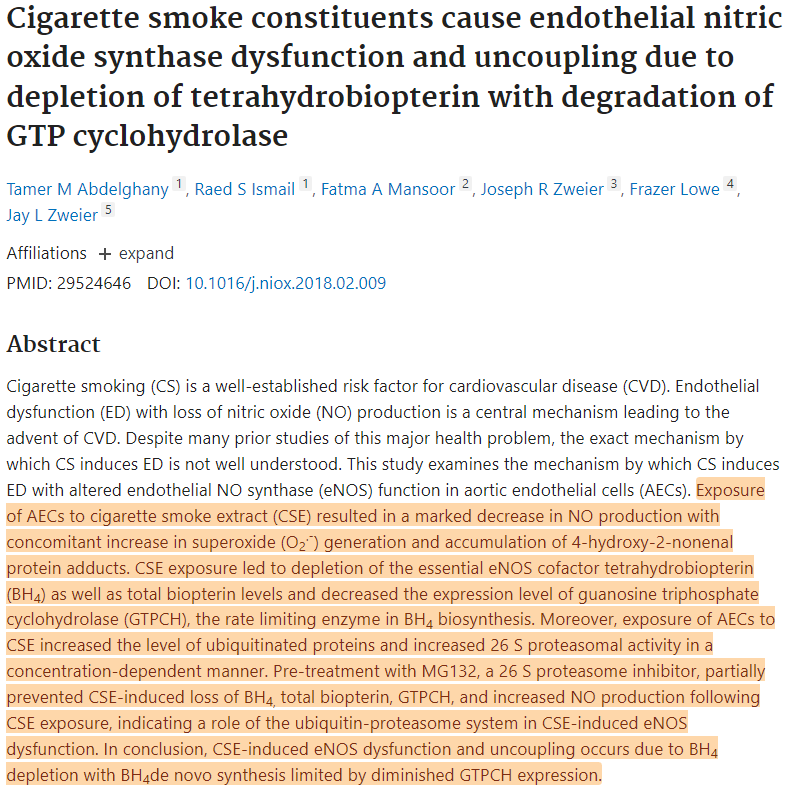 Cigarette smoke constituents cause endothelial nitric
oxide synthase dysfunction and uncoupling due to
depletion of tetrahydrobiopterin with degradation of
GTP cyclohydrolase
Tamer M Abdelghany 1, Raed S Ismail 1, Fatma A Mansoor 2, Joseph R Zweier 3, Frazer Lowe 4,
Jay L Zweier 5
Affiliations + expand
PMID: 29524646 DOI: 10.1016/j.niox.2018.02.009
Abstract
Cigarette smoking (CS) is a well-established risk factor for cardiovascular disease (CVD). Endothelial
dysfunction (ED) with loss of nitric oxide (NO) production is a central mechanism leading to the
advent of CVD. Despite many prior studies of this major health problem, the exact mechanism by
which CS induces ED is not well understood. This study examines the mechanism by which CS induces
ED with altered endothelial NO synthase (eNOS) function in aortic endothelial cells (AECs). Exposure
of AECs to cigarette smoke extract (CSE) resulted in a marked decrease in NO production with
concomitant increase in superoxide (O₂·⁻) generation and accumulation of 4-hydroxy-2-nonenal
protein adducts. CSE exposure led to depletion of the essential eNOS cofactor tetrahydrobiopterin
(BH₄) as well as total biopterin levels and decreased the expression level of guanosine triphosphate
cyclohydrolase (GTPCH), the rate limiting enzyme in BH₄ biosynthesis. Moreover, exposure of AECs to
CSE increased the level of ubiquitinated proteins and increased 26 S proteasomal activity in a
concentration-dependent manner. Pre-treatment with MG132, a 26 S proteasome inhibitor, partially
prevented CSE-induced loss of BH₄, total biopterin, GTPCH, and increased NO production following
CSE exposure, indicating a role of the ubiquitin-proteasome system in CSE-induced eNOS
dysfunction. In conclusion, CSE-induced eNOS dysfunction and uncoupling occurs due to BH₄
depletion with BH₄de novo synthesis limited by diminished GTPCH expression.